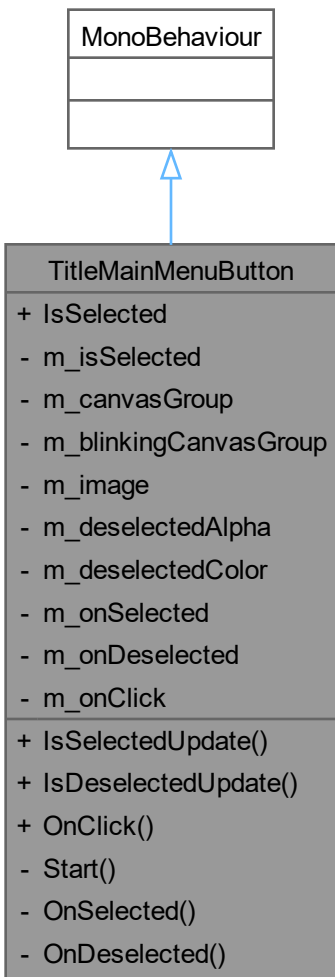 MonoBehaviour
TitleMainMenuButton
+ IsSelected
- m_isSelected
- m_canvasGroup
- m_blinkingCanvasGroup
- m_image
- m_deselectedAlpha
- m_deselectedColor
- m_onSelected
- m_onDeselected
- m_onClick
+ IsSelectedUpdate()
+ IsDeselectedUpdate()
+ OnClick()
- Start()
- OnSelected()
- OnDeselected()